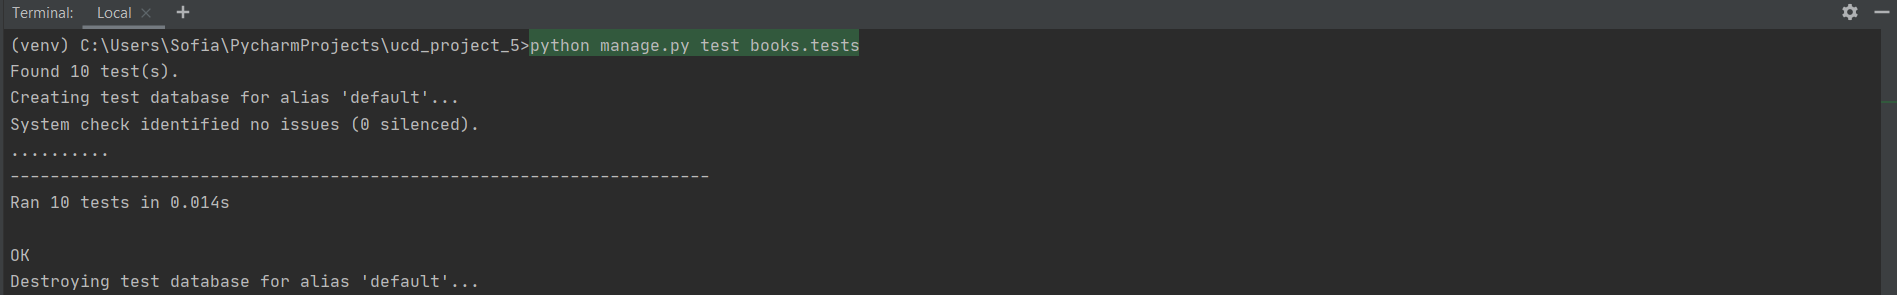 Terminal: Local × +
(venv) C:\Users\Sofia\PycharmProjects\ucd_project_5>python manage.py test books.tests
Found 10 test(s).
Creating test database for alias 'default'...
System check identified no issues (0 silenced).
..........
----------------------------------------------------------------------
Ran 10 tests in 0.014s
OK
Destroying test database for alias 'default'...